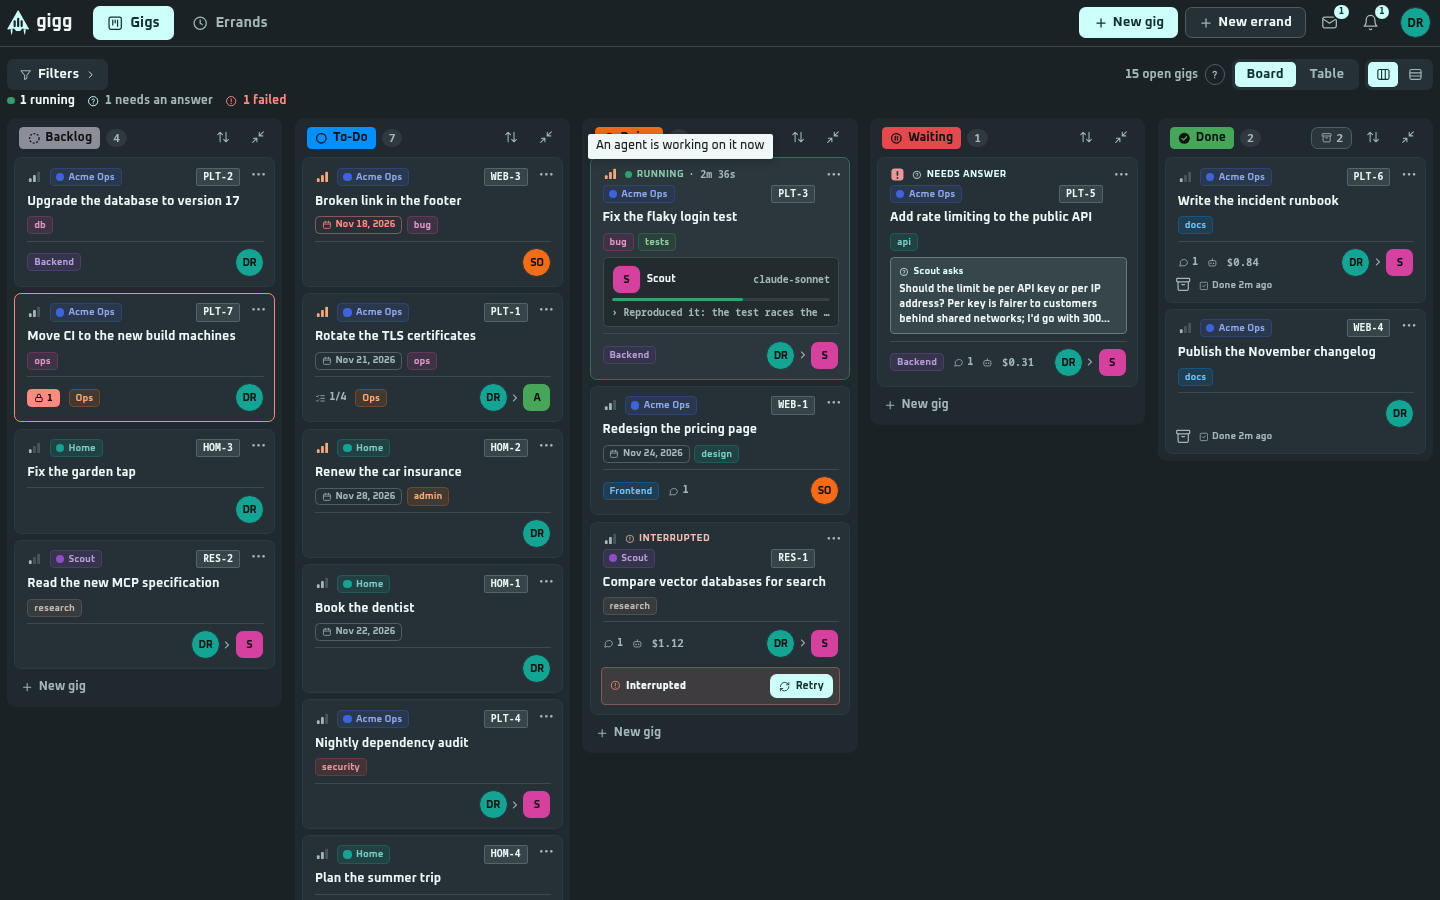 gigg
Gigs
Errands
New gig
New errand
1
1
DR
Filters
15 open gigs
?
Board
Table
1 running
1 needs an answer
1 failed
Backlog
4
PLT-2
Acme Ops
Upgrade the database to version 17
db
Backend
DR
Acme Ops
PLT-7
Move CI to the new build machines
ops
1
Ops
DR
Home
HOM-3
Fix the garden tap
DR
Scout
RES-2
Read the new MCP specification
research
DR
S
New gig
To-Do
7
Acme Ops
WEB-3
Broken link in the footer
Nov 18, 2026
bug
SO
Acme Ops
PLT-1
Rotate the TLS certificates
Nov 21, 2026
ops
1/4
Ops
DR
A
Home
HOM-2
Renew the car insurance
Nov 28, 2026
admin
DR
Home
HOM-1
Book the dentist
Nov 22, 2026
DR
Acme Ops
PLT-4
Nightly dependency audit
security
DR
S
Home
HOM-4
Plan the summer trip
An agent is working on it now
RUNNING · 2m 36s
Acme Ops
PLT-3
Fix the flaky login test
bug
tests
S
Scout
claude-sonnet
› Reproduced it: the test races the …
Backend
DR
S
Acme Ops
WEB-1
Redesign the pricing page
Nov 24, 2026
design
Frontend
1
SO
INTERRUPTED
Scout
RES-1
Compare vector databases for search
research
1
$1.12
DR
S
Interrupted
Retry
New gig
Waiting
1
NEEDS ANSWER
Acme Ops
PLT-5
Add rate limiting to the public API
api
Scout asks
Should the limit be per API key or per IP
address? Per key is fairer to customers
behind shared networks; I'd go with 300…
Backend
1
$0.31
DR
S
New gig
Done
2
2
Acme Ops
PLT-6
Write the incident runbook
docs
1
$0.84
DR
S
Done 2m ago
Acme Ops
WEB-4
Publish the November changelog
docs
DR
Done 2m ago